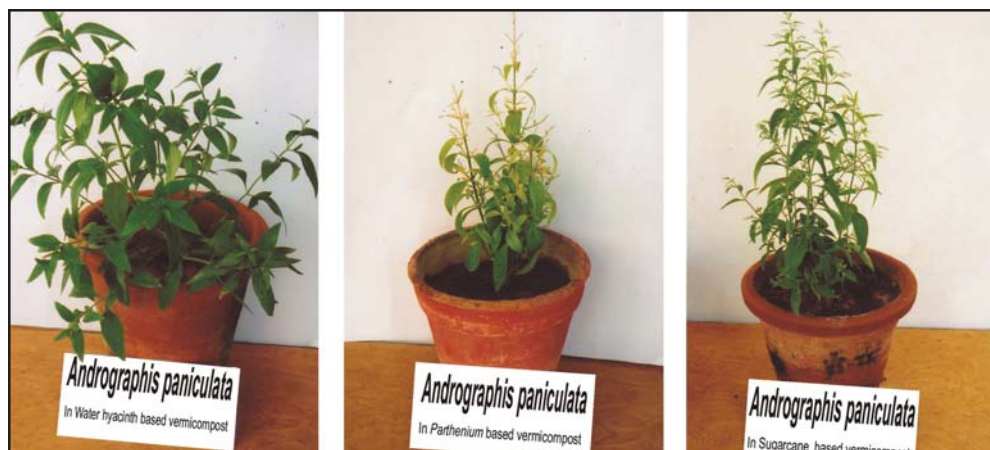 Andrographis paniculata
In Water hyacinth based vermicompost
Andrographis paniculata
In Parthenium based vermicompost
Andrographis paniculata
In Sugarcane based